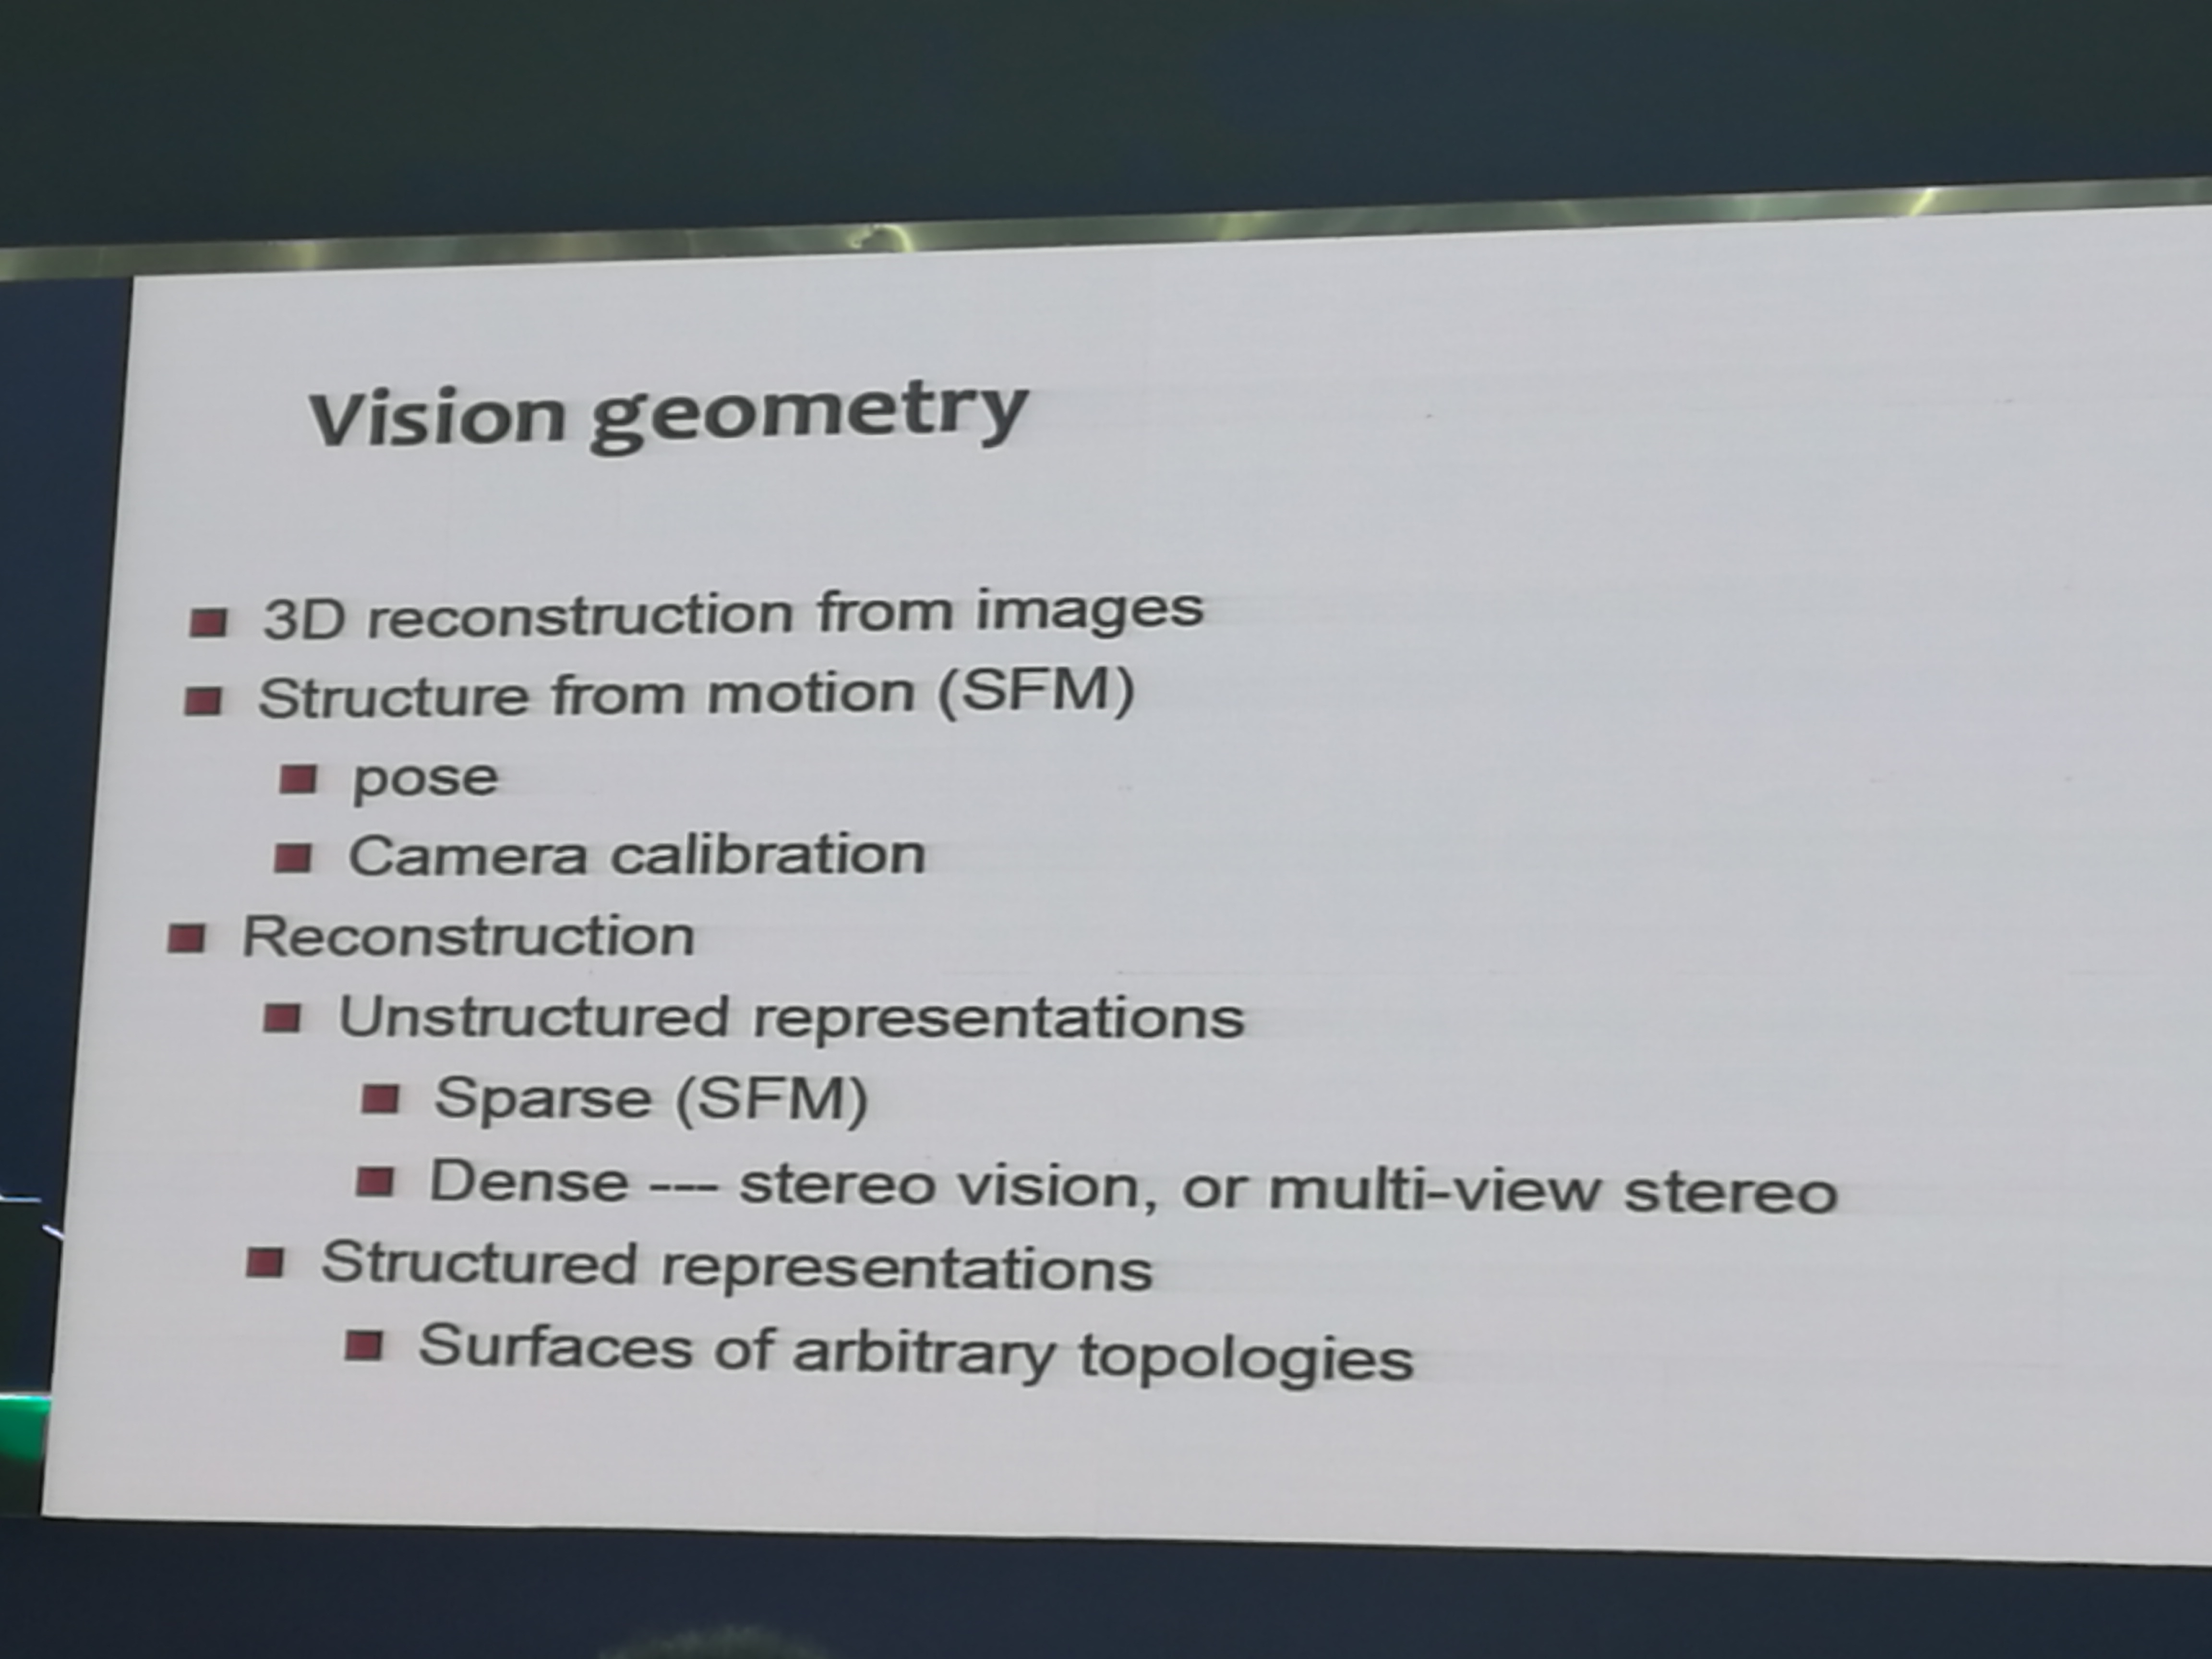 Vision geometry
3D reconstruction from images
Structure from motion (SFM)
pose
Camera calibration
Reconstruction
Unstructured representations
Sparse (SFM)
Dense --- stereo vision, or multi-view stereo
Structured representations
Surfaces of arbitrary topologies